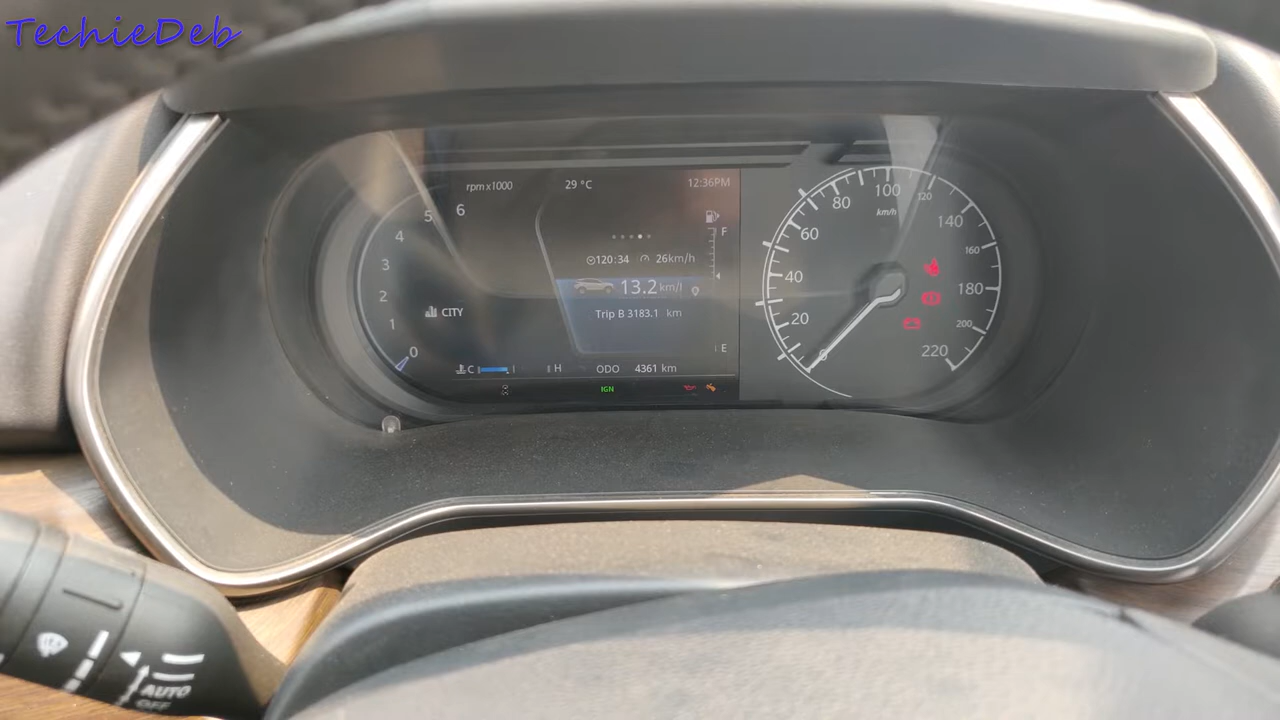 TechieDeb
rpm x1000
29 °C
12:36PM
6
5
4
3
2
1
0
F
120:34
26km/h
13.2 km/l
CITY
Trip B 3183.1 km
E
C
H
ODO 4361 km
IGN
20
40
60
80
100
120
140
160
180
200
220
km/h
AUTO
OFF